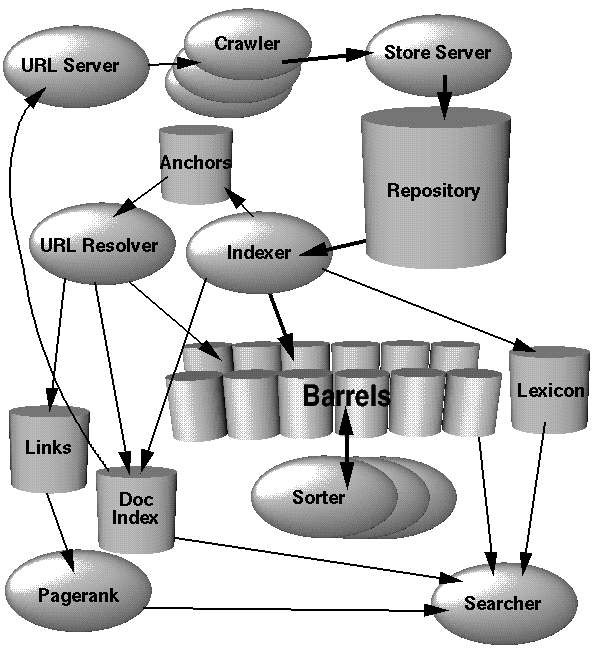 URL Server
Crawler
Store Server
Anchors
Repository
URL Resolver
Indexer
Barrels
Lexicon
Links
Doc
Index
Sorter
Pagerank
Searcher